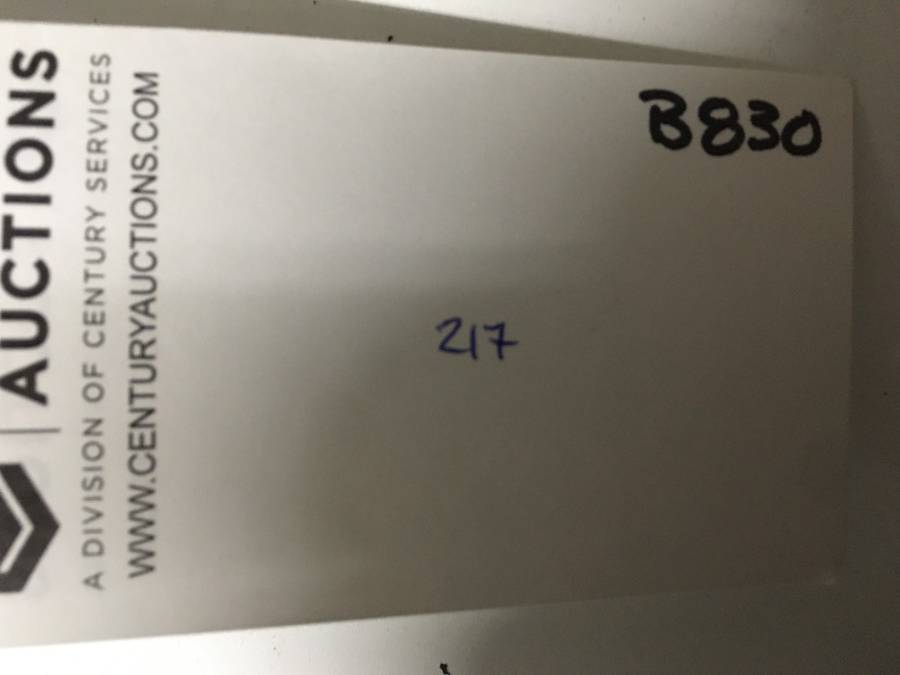 B830
217
| AUCTIONS
A DIVISION OF CENTURY SERVICES
WWW.CENTURYAUCTIONS.COM